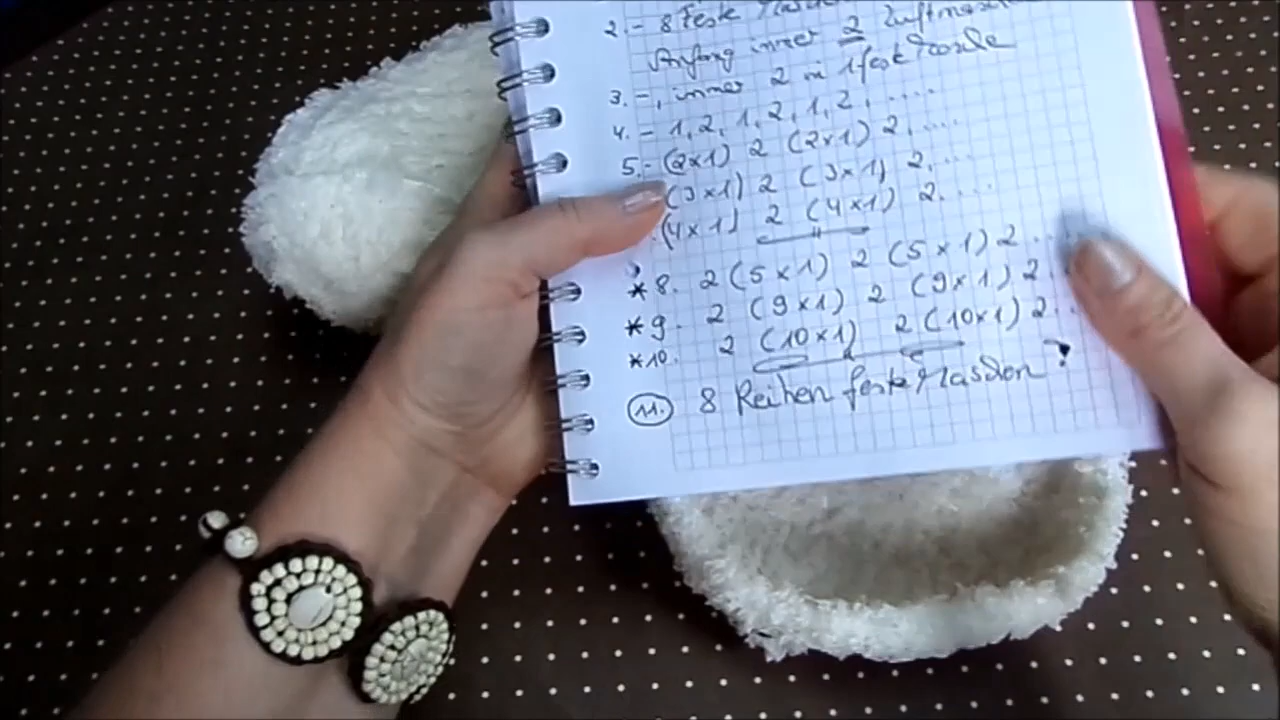 2.- 8 Feste
Anfang immer 2 Luftmaschen
3.-, immer 2 in 1 feste Masche
4.- 1, 2, 1, 2, 1, 2, ....
5.- (2x1) 2 (2x1) 2, ....
(3x1) 2 (3x1) 2, ...
. (4x1) 2 (4x1) 2. ...
*8. 2 (5x1) 2 (5x1) 2 ...
*9. 2 (9x1) 2 (9x1) 2.
*10. 2 (10x1) 2 (10x1) 2..
11. 8 Reihen feste Maschen